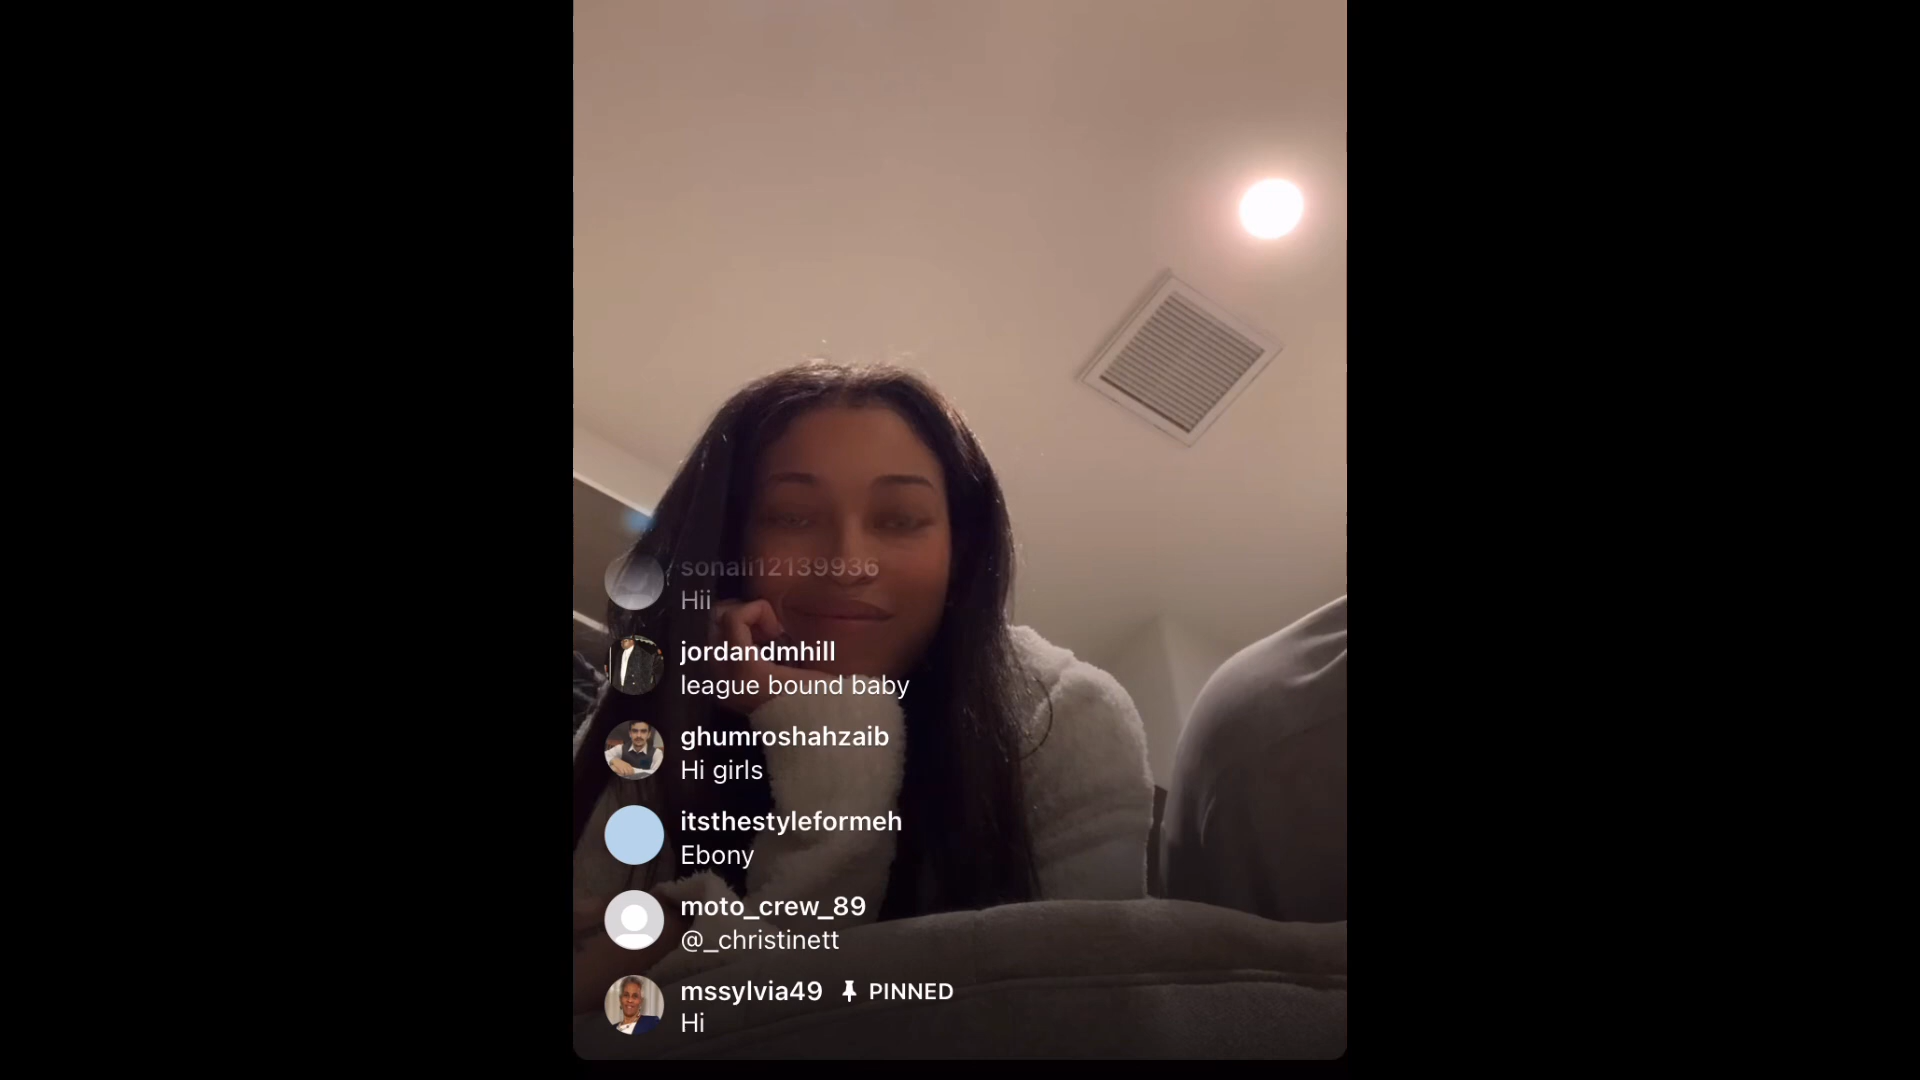 sonali12139936
Hii
jordandmhill
league bound baby
ghumroshahzaib
Hi girls
itsthestyleformeh
Ebony
moto_crew_89
@_christinett
mssylvia49 PINNED
Hi